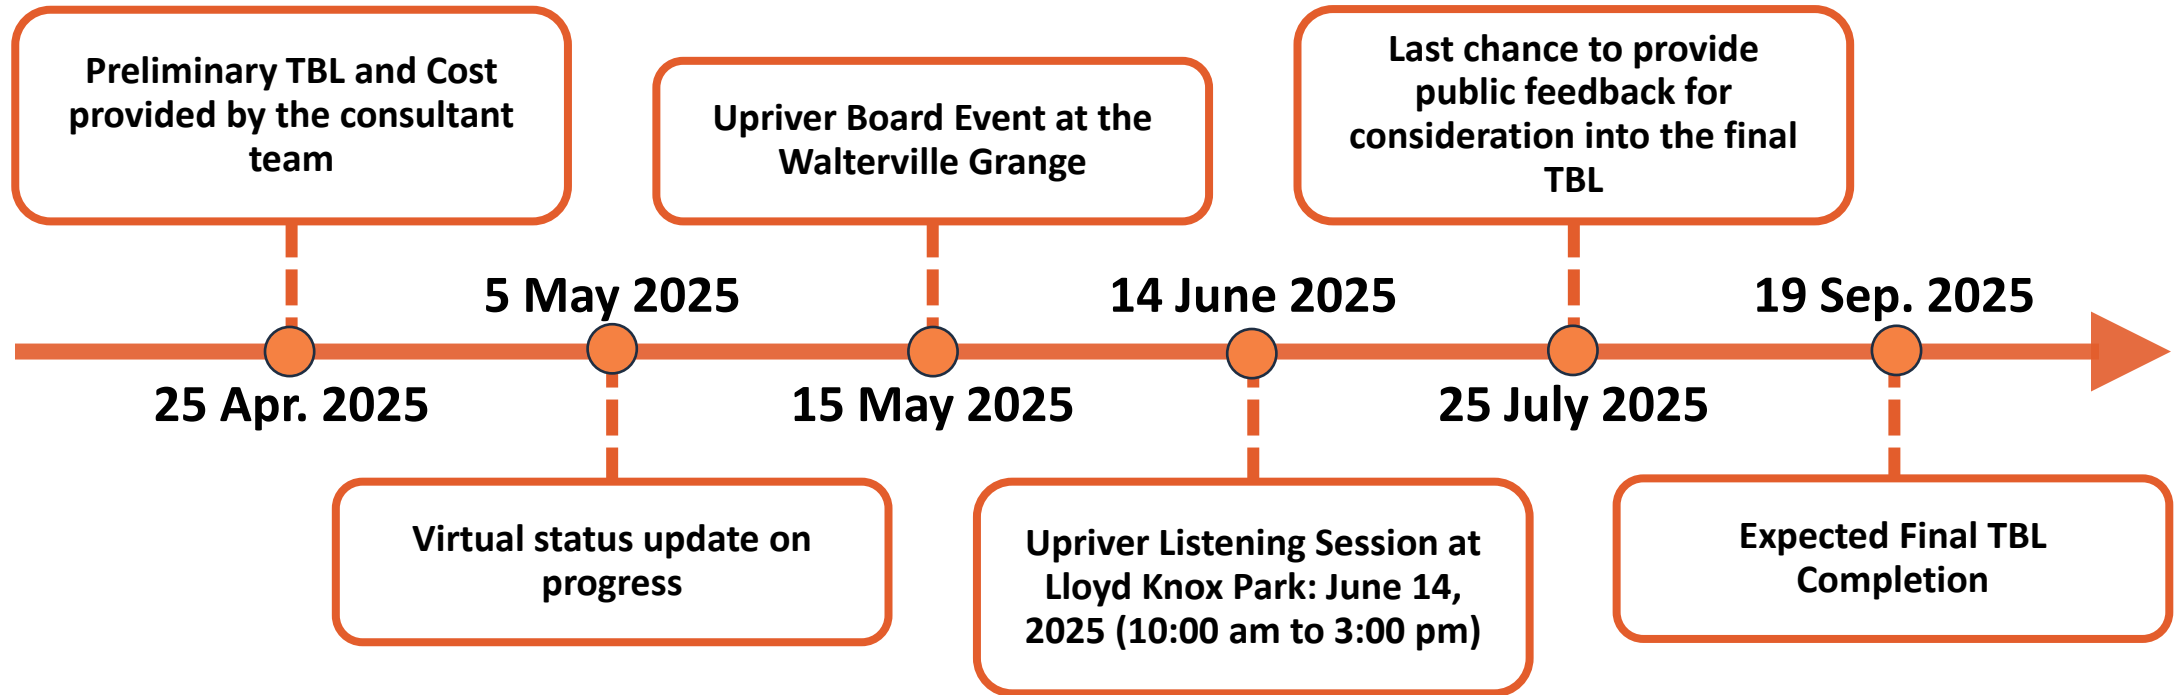 Preliminary TBL and Cost
provided by the consultant
team
25 Apr. 2025
5 May 2025
Virtual status update on
progress
Upriver Board Event at the
Walterville Grange
15 May 2025
14 June 2025
Upriver Listening Session at
Lloyd Knox Park: June 14,
2025 (10:00 am to 3:00 pm)
Last chance to provide
public feedback for
consideration into the final
TBL
25 July 2025
19 Sep. 2025
Expected Final TBL
Completion